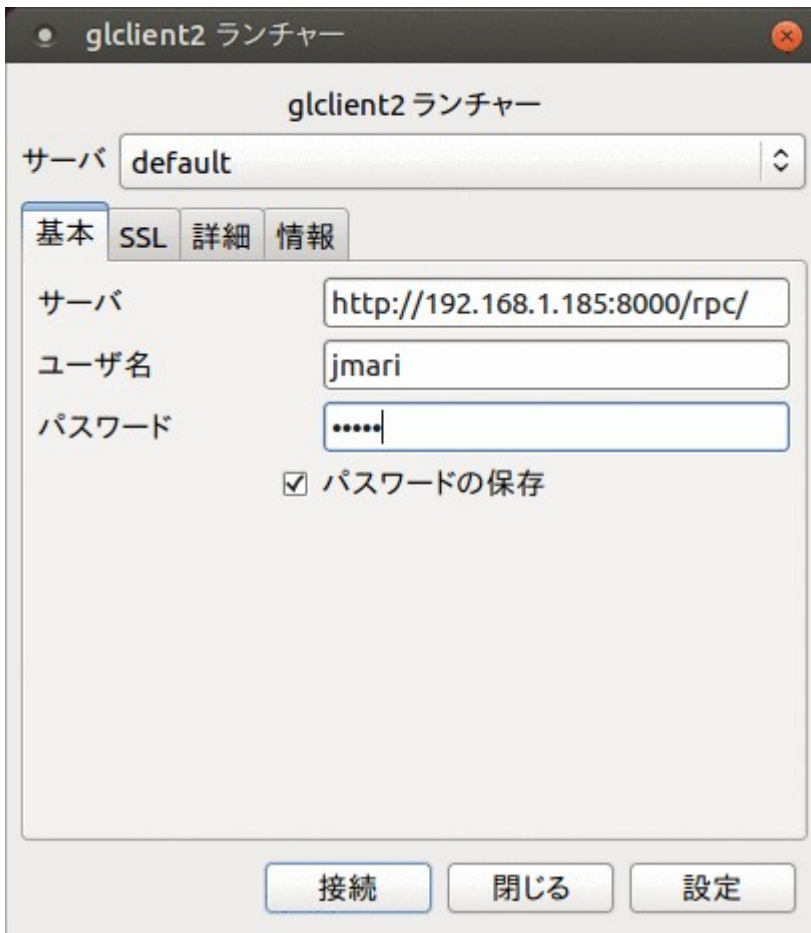 glclient2 ランチャー
glclient2 ランチャー
サーバ default
基本 SSL 詳細 情報
サーバ http://192.168.1.185:8000/rpc/
ユーザ名 jmari
パスワード •••••
パスワードの保存
接続 閉じる 設定